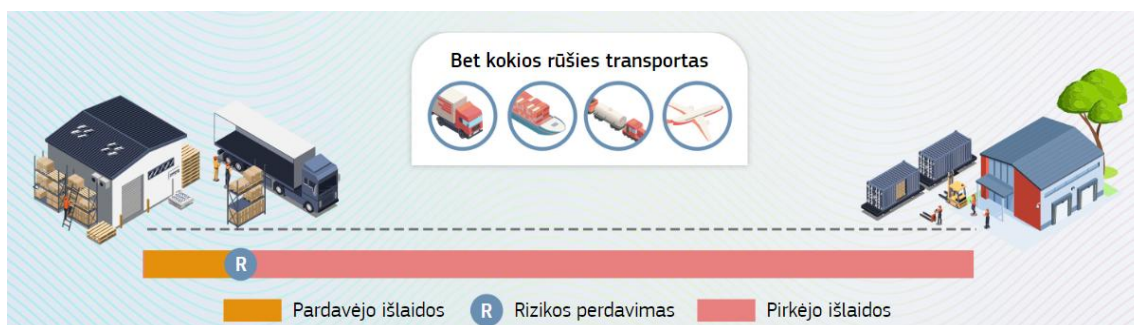 Bet kokios rūšies transportas
R
Pardavėjo išlaidos
R
Rizikos perdavimas
Pirkėjo išlaidos